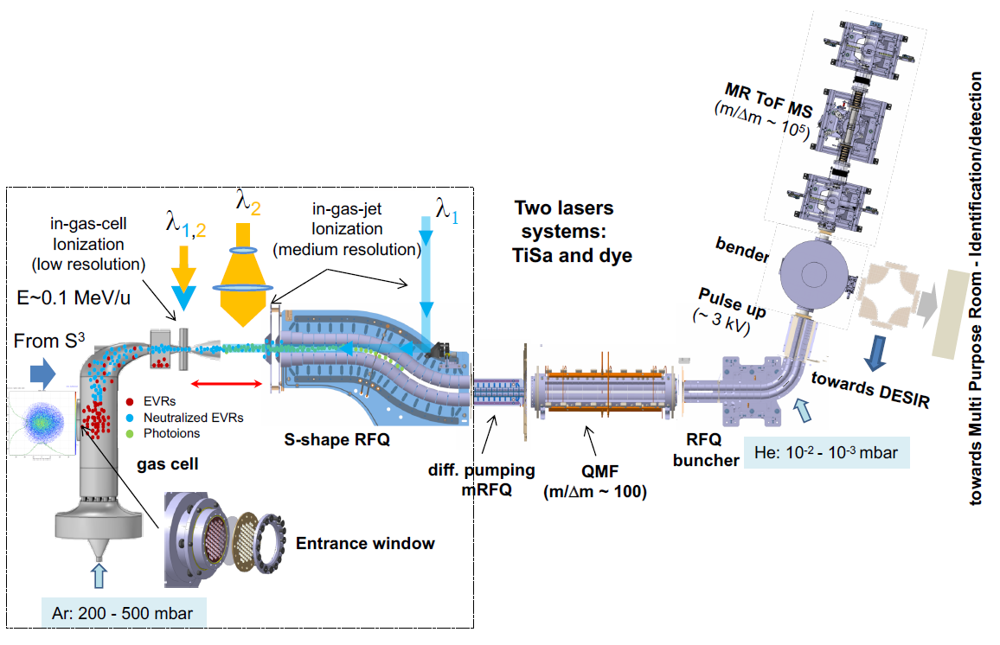 in-gas-cell
Ionization
(low resolution)
λ1,2
λ2
in-gas-jet
Ionization
(medium resolution)
λ1
E~0.1 MeV/u
From S³
EVRs
Neutralized EVRs
Photoions
gas cell
S-shape RFQ
Entrance window
Ar: 200 - 500 mbar
Two lasers
systems:
TiSa and dye
diff. pumping
mRFQ
QMF
(m/Δm ~ 100)
RFQ
buncher
He: 10⁻² - 10⁻³ mbar
MR ToF MS
(m/Δm ~ 10⁵)
bender
Pulse up
(~ 3 kV)
towards DESIR
towards Multi Purpose Room - Identification/detection